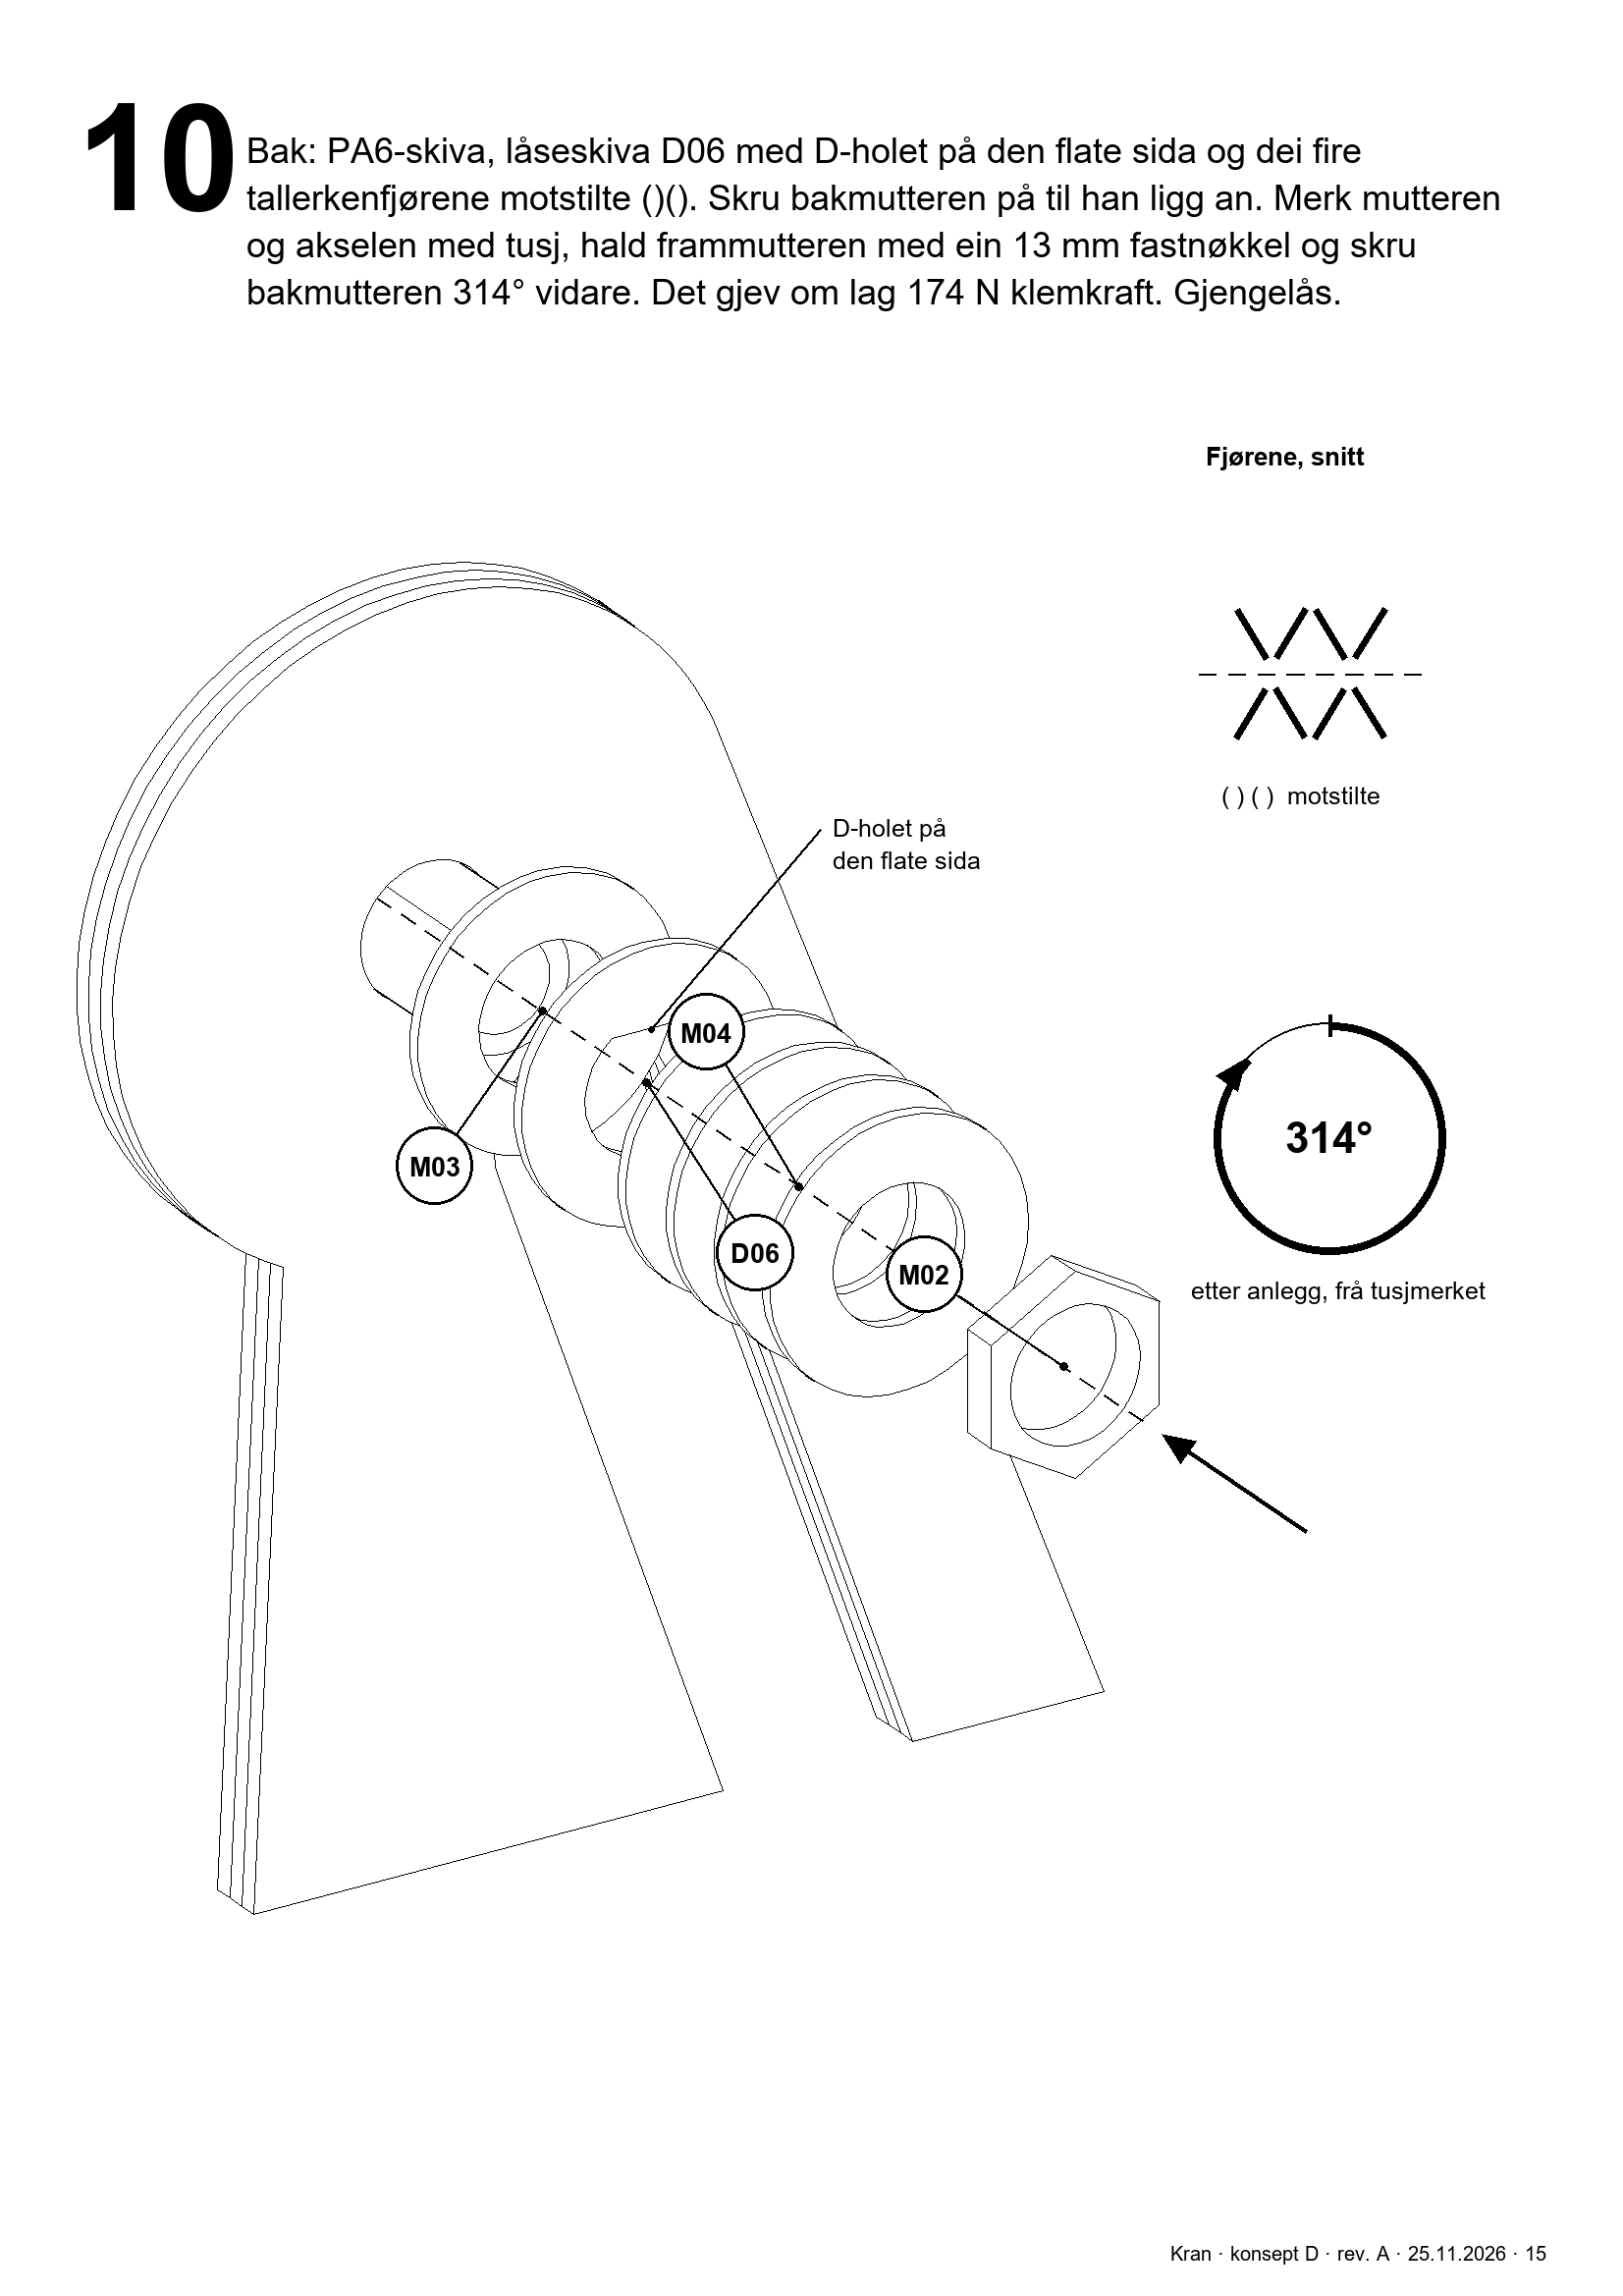 10
Bak: PA6-skiva, låseskiva D06 med D-holet på den flate sida og dei fire
tallerkenfjørene motstilte ()(). Skru bakmutteren på til han ligg an. Merk mutteren
og akselen med tusj, hald frammutteren med ein 13 mm fastnøkkel og skru
bakmutteren 314° vidare. Det gjev om lag 174 N klemkraft. Gjengelås.
Fjørene, snitt
( ) ( ) motstilte
D-holet på
den flate sida
M04
M03
D06
M02
314°
etter anlegg, frå tusjmerket
Kran · konsept D · rev. A · 25.11.2026 · 15